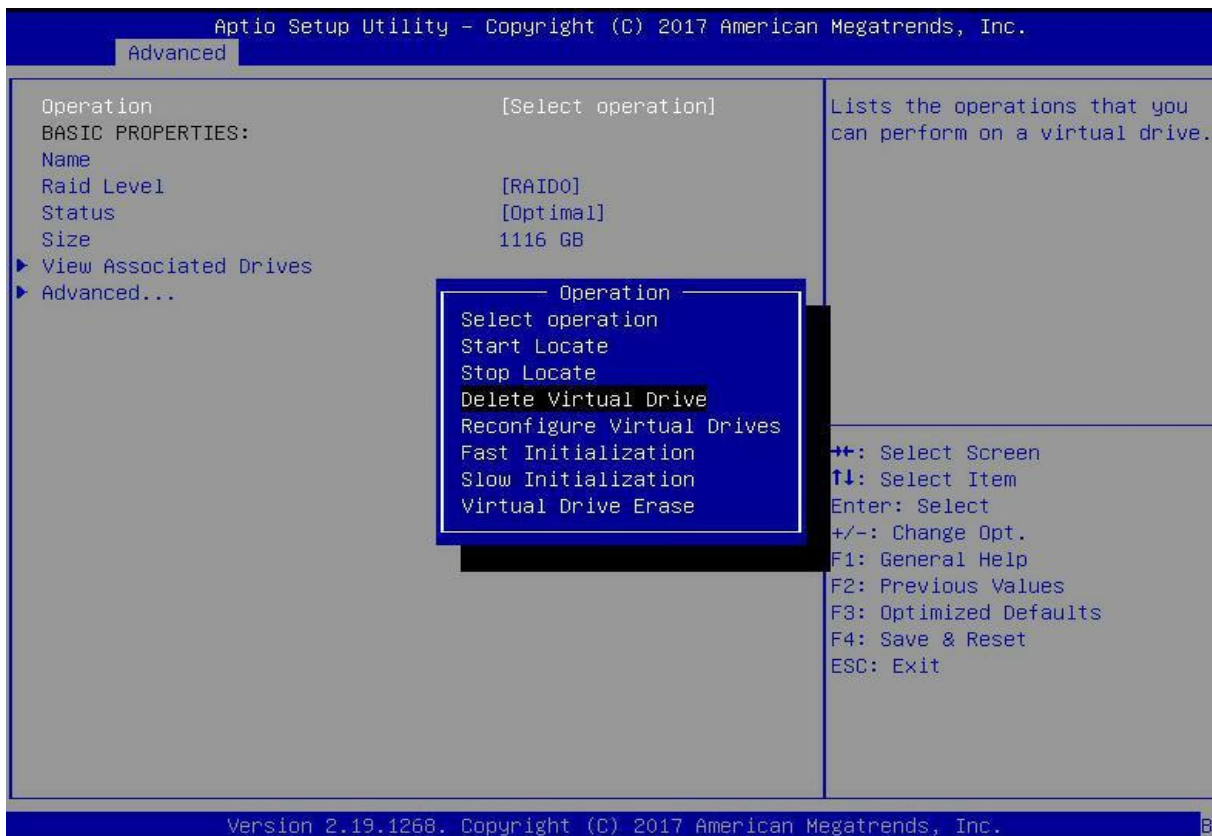 Aptio Setup Utility – Copyright (C) 2017 American Megatrends, Inc.
Advanced
Operation [Select operation]
BASIC PROPERTIES:
Name
Raid Level [RAID0]
Status [Optimal]
Size 1116 GB
▶ View Associated Drives
▶ Advanced...
Operation
Select operation
Start Locate
Stop Locate
Delete Virtual Drive
Reconfigure Virtual Drives
Fast Initialization
Slow Initialization
Virtual Drive Erase
Lists the operations that you
can perform on a virtual drive.
→←: Select Screen
↑↓: Select Item
Enter: Select
+/-: Change Opt.
F1: General Help
F2: Previous Values
F3: Optimized Defaults
F4: Save & Reset
ESC: Exit
Version 2.19.1268. Copyright (C) 2017 American Megatrends, Inc.
B